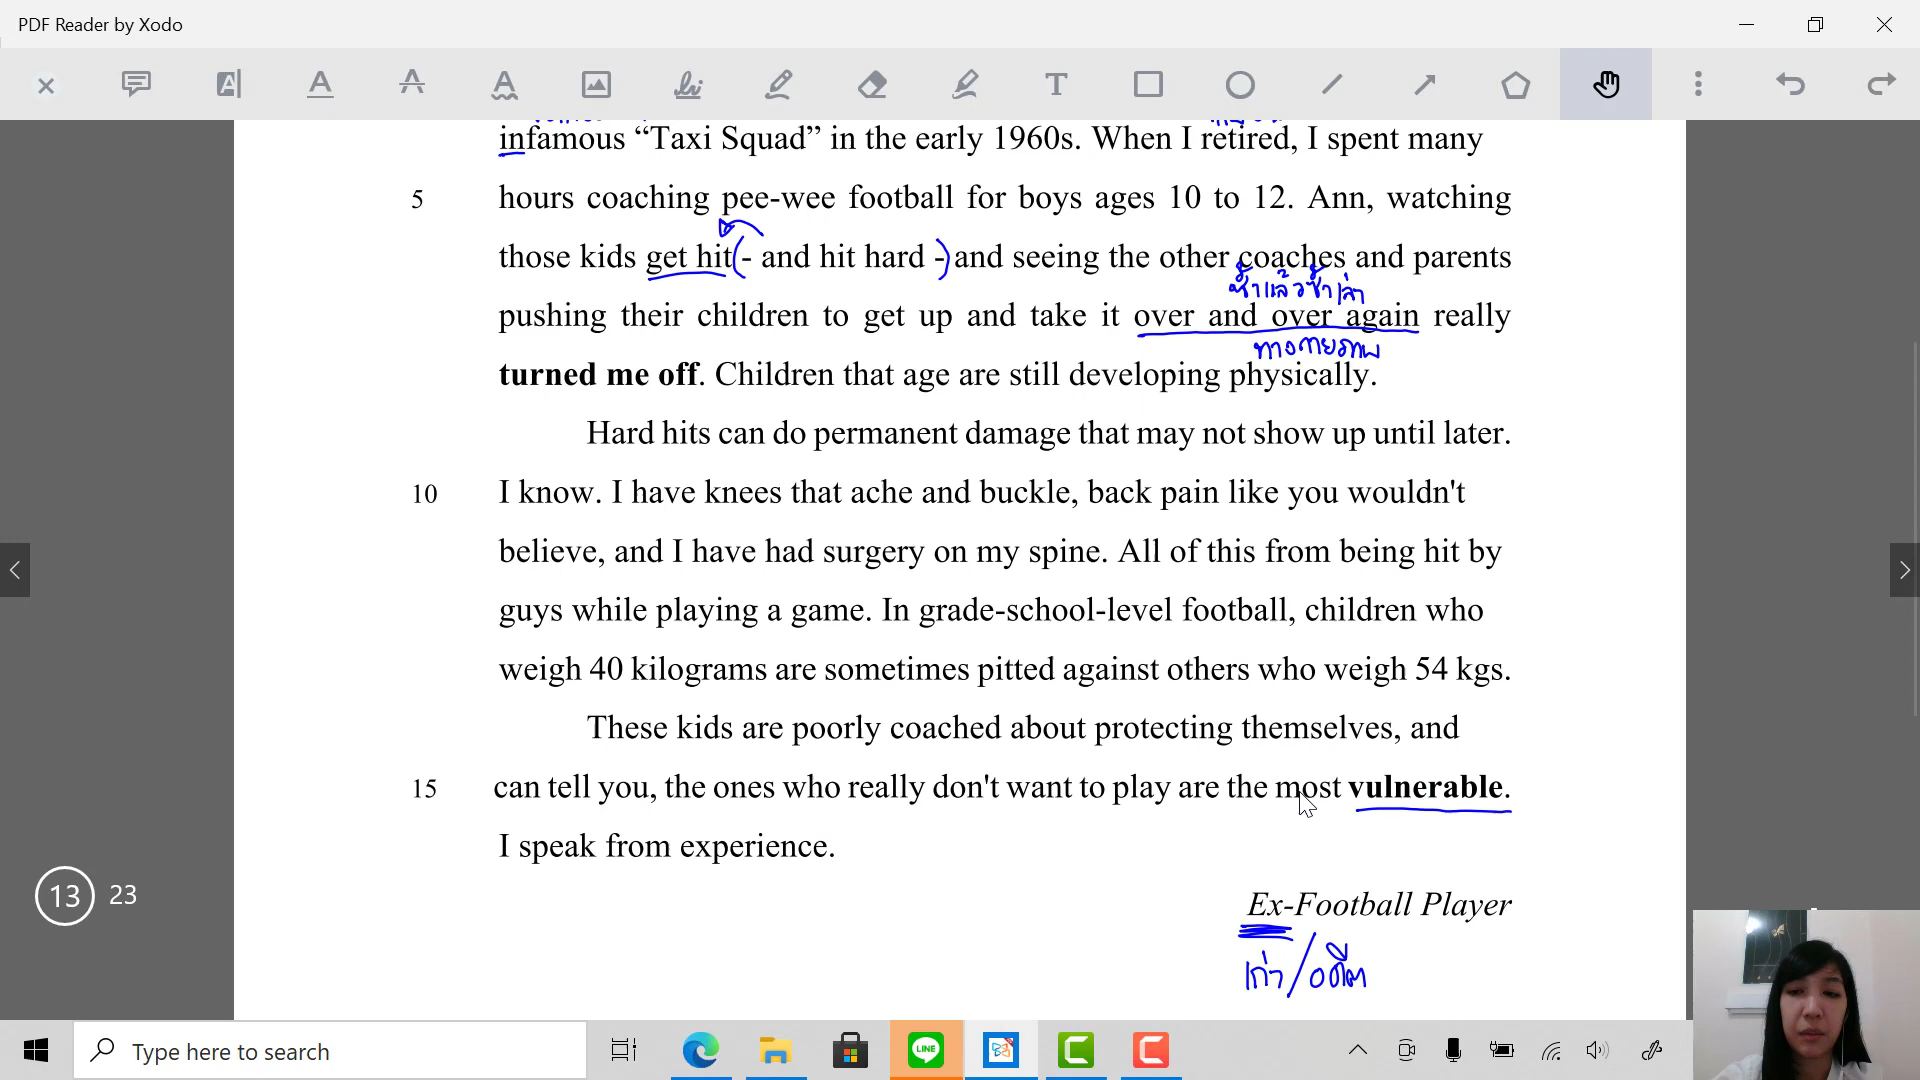 PDF Reader by Xodo
infamous “Taxi Squad” in the early 1960s. When I retired, I spent many
5 hours coaching pee-wee football for boys ages 10 to 12. Ann, watching
those kids get hit (- and hit hard -) and seeing the other coaches and parents
ซ้ำแล้วซ้ำเล่า
pushing their children to get up and take it over and over again really
ทางกายภาพ
turned me off. Children that age are still developing physically.
Hard hits can do permanent damage that may not show up until later.
10 I know. I have knees that ache and buckle, back pain like you wouldn't
believe, and I have had surgery on my spine. All of this from being hit by
guys while playing a game. In grade-school-level football, children who
weigh 40 kilograms are sometimes pitted against others who weigh 54 kgs.
These kids are poorly coached about protecting themselves, and
15 can tell you, the ones who really don't want to play are the most vulnerable.
I speak from experience.
13 23
Ex-Football Player
เก่า/อดีต
Type here to search
LINE